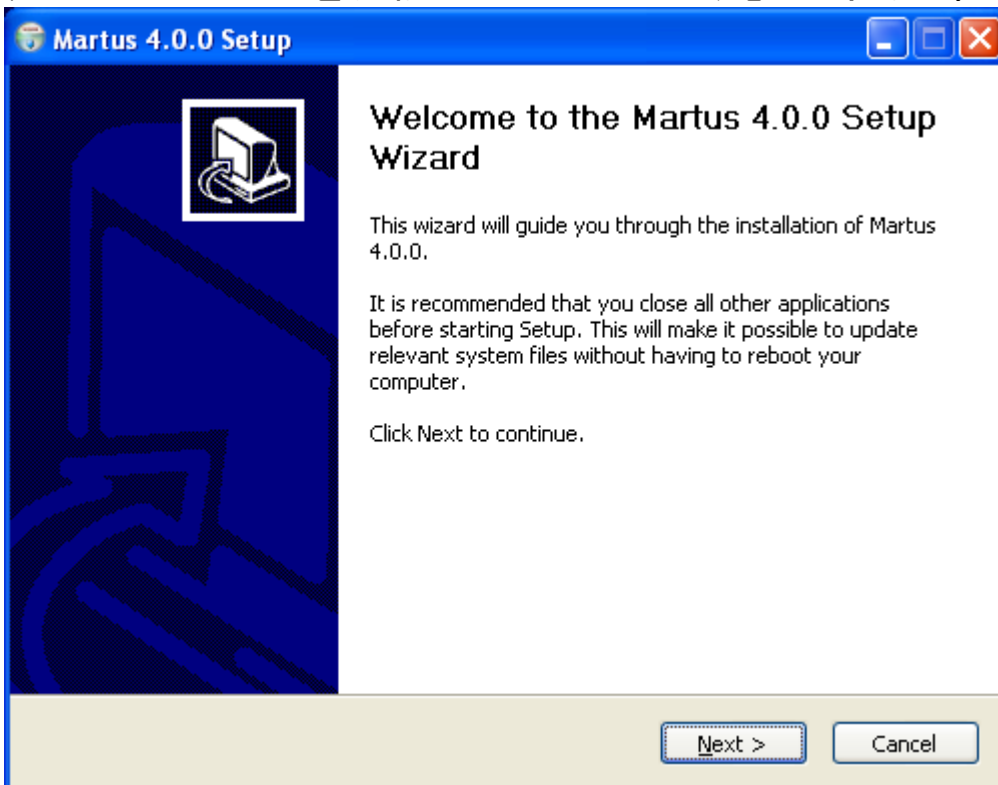 Martus 4.0.0 Setup
Welcome to the Martus 4.0.0 Setup
Wizard
This wizard will guide you through the installation of Martus
4.0.0.
It is recommended that you close all other applications
before starting Setup. This will make it possible to update
relevant system files without having to reboot your
computer.
Click Next to continue.
Next >
Cancel